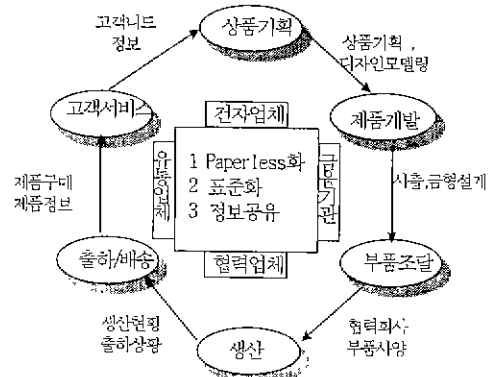 고객니드
정보
상품기획
상품기획,
디자인모델링
고객서비스
전자업체
제품개발
유통업체
1 Paperless화
2 표준화
3 정보공유
금융기관
제품구매
제품정보
사출,금형설계
출하/배송
협력업체
부품조달
생산현황
출하상황
생산
협력회사
부품사양